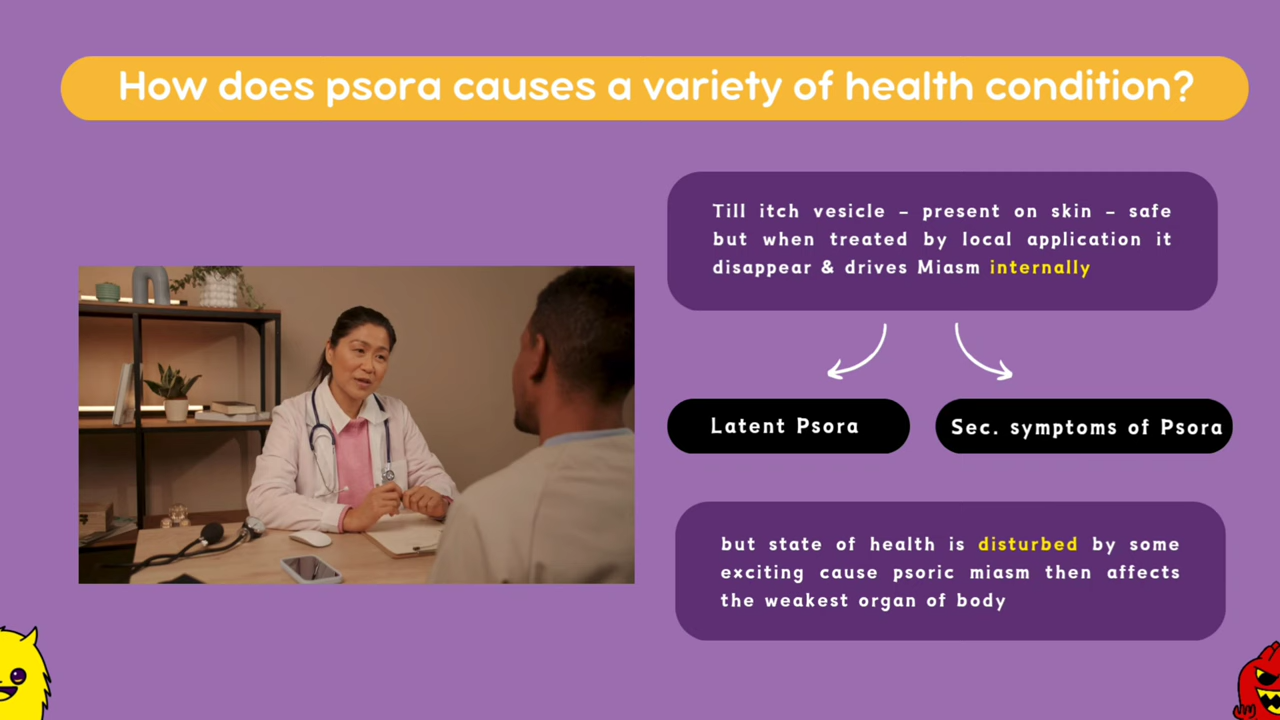 How does psora causes a variety of health condition?
Till itch vesicle - present on skin - safe
but when treated by local application it
disappear & drives Miasm internally
Latent Psora
Sec. symptoms of Psora
but state of health is disturbed by some
exciting cause psoric miasm then affects
the weakest organ of body